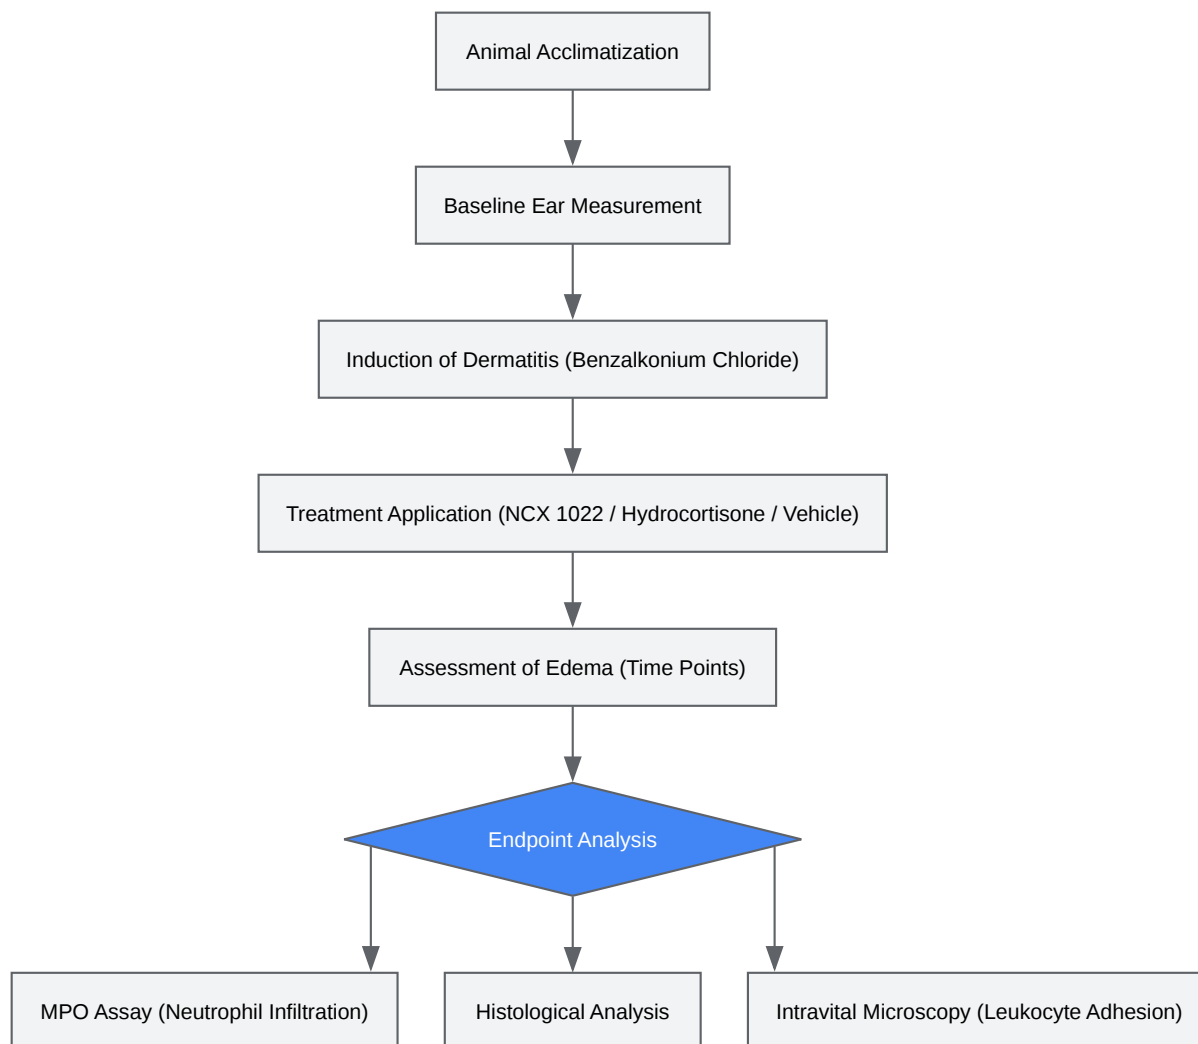 Animal Acclimatization
Baseline Ear Measurement
Induction of Dermatitis (Benzalkonium Chloride)
Treatment Application (NCX 1022 / Hydrocortisone / Vehicle)
Assessment of Edema (Time Points)
Endpoint Analysis
MPO Assay (Neutrophil Infiltration)
Histological Analysis
Intravital Microscopy (Leukocyte Adhesion)